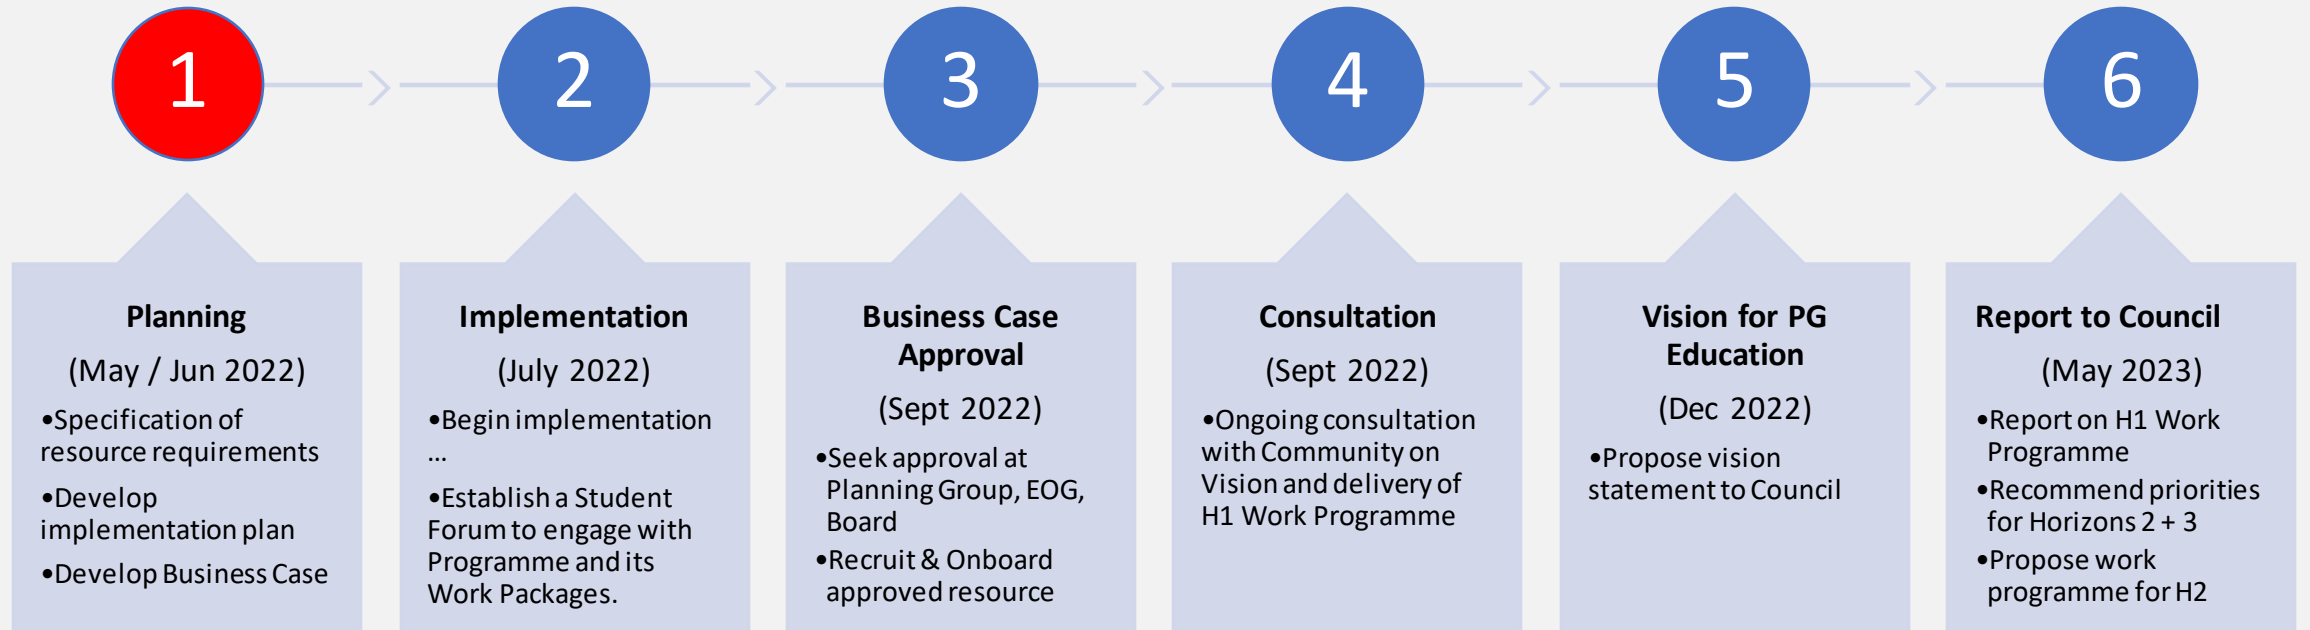 1
2
3
4
5
6
Planning
(May / Jun 2022)
•Specification of
resource requirements
•Develop
implementation plan
•Develop Business Case
Implementation
(July 2022)
•Begin implementation
...
•Establish a Student
Forum to engage with
Programme and its
Work Packages.
Business Case
Approval
(Sept 2022)
•Seek approval at
Planning Group, EOG,
Board
•Recruit & Onboard
approved resource
Consultation
(Sept 2022)
•Ongoing consultation
with Community on
Vision and delivery of
H1 Work Programme
Vision for PG
Education
(Dec 2022)
•Propose vision
statement to Council
Report to Council
(May 2023)
•Report on H1 Work
Programme
•Recommend priorities
for Horizons 2 + 3
•Propose work
programme for H2